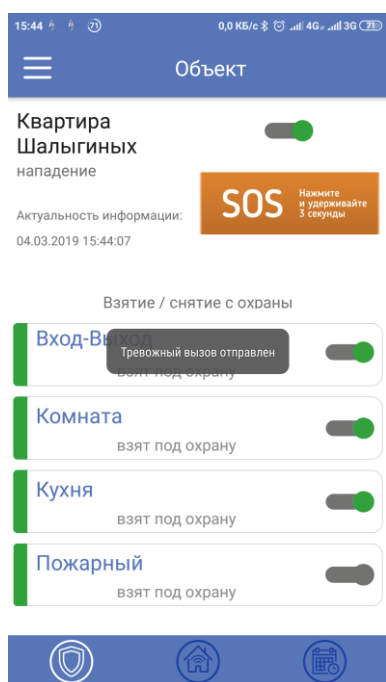 15:44 71 0,0 КБ/с 4G 3G 71
Объект
Квартира
Шалыгиных
нападение
Актуальность информации:
04.03.2019 15:44:07
SOS Нажмите
и удерживайте
3 секунды
Взятие / снятие с охраны
Вход-Выход
Тревожный вызов отправлен
взят под охрану
Комната
взят под охрану
Кухня
взят под охрану
Пожарный
взят под охрану